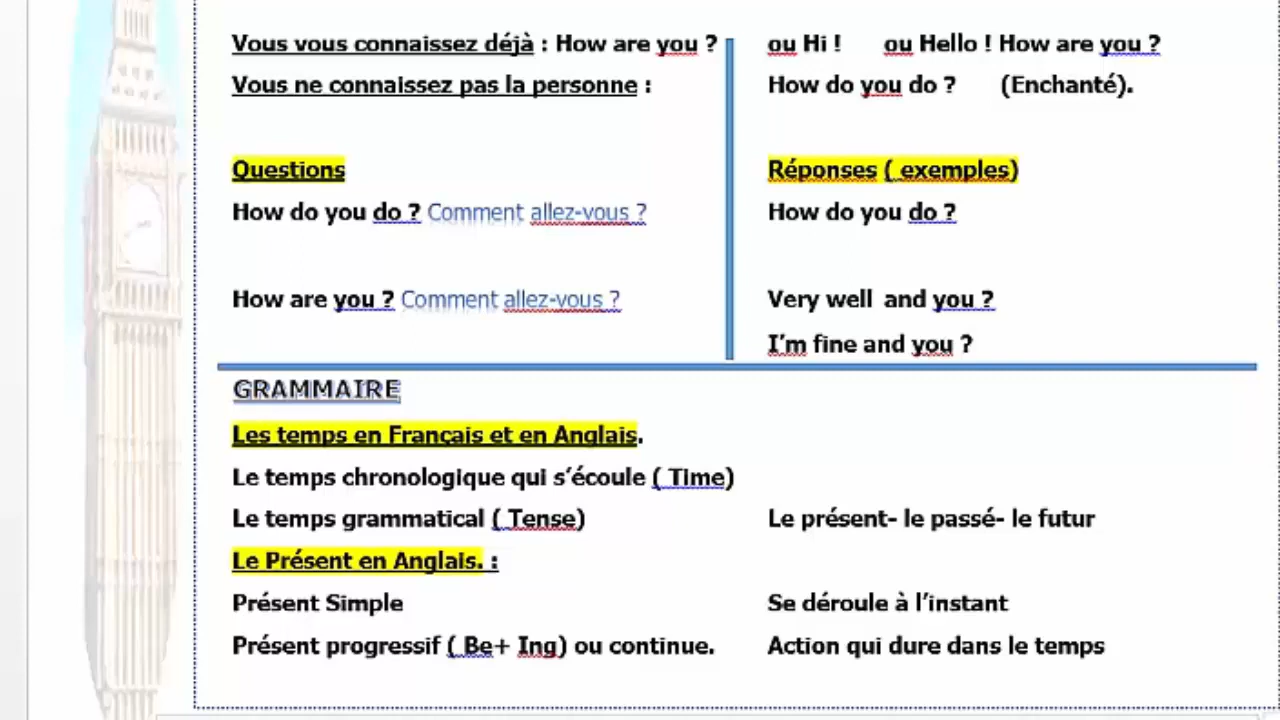 Vous vous connaissez déjà : How are you ? ou Hi ! ou Hello ! How are you ?
Vous ne connaissez pas la personne : How do you do ? (Enchanté).
Questions Réponses ( exemples)
How do you do ? Comment allez-vous ? How do you do ?
How are you ? Comment allez-vous ? Very well and you ?
I'm fine and you ?
GRAMMAIRE
Les temps en Français et en Anglais.
Le temps chronologique qui s'écoule ( Time)
Le temps grammatical ( Tense) Le présent- le passé- le futur
Le Présent en Anglais. :
Présent Simple Se déroule à l'instant
Présent progressif ( Be+ Ing) ou continue. Action qui dure dans le temps